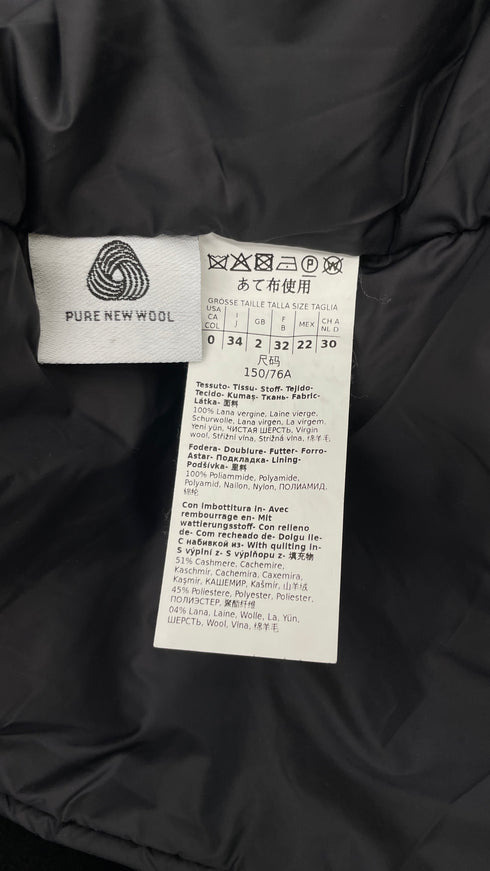 PURE NEW WOOL
あて布使用
GRÖSSE TAILLE TALLA SIZE TAGLIA
USA CA COL I J GB F B MEX CH A NL D
0 34 2 32 22 30
尺码
150/76A
Tessuto- Tissu- Stoff- Tejido-
Tecido- Kumaş- Ткань- Fabric-
Látka- 面料
100% Lana vergine, Laine vierge,
Schurwolle, Lana virgen, La virgem,
Yeni yün, ЧИСТАЯ ШЕРСТЬ, Virgin
wool, Střižní vlna, Strižná vlna, 绵羊毛
Fodera- Doublure- Futter- Forro-
Astar- Подкладка- Lining-
Podšívka- 里料
100% Poliammide, Polyamide,
Polyamid, Nailon, Nylon, ПОЛИАМИД,
锦纶
Con imbottitura in- Avec
rembourrage en- Mit
wattierungsstoff- Con relleno
de- Com recheado de- Dolgu lle-
С набивкой из- With quilting in-
S výplní z- S výplňopu z- 填充物
51% Cashmere, Cachemire,
Kaschmir, Cachemira, Caxemira,
Kaşmir, КАШЕМИР, Kašmír, 山羊绒
45% Poliestere, Polyester, Poliester,
ПОЛИЭСТЕР, 聚酯纤维
04% Lana, Laine, Wolle, La, Yün,
ШЕРСТЬ, Wool, Vlna, 绵羊毛